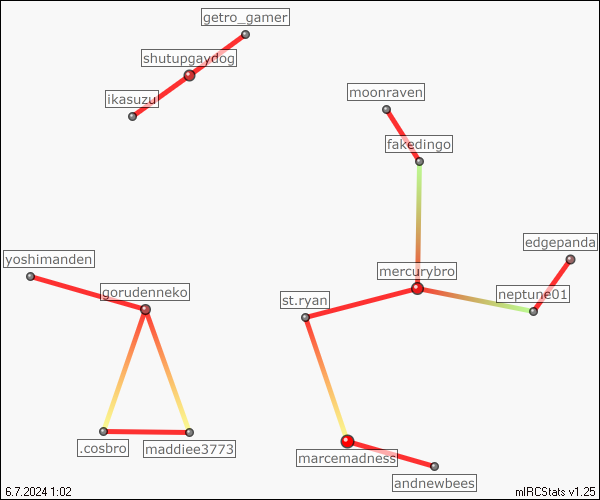 getro_gamer
shutupgaydog
ikasuzu
moonraven
fakedingo
edgepanda
yoshimanden
mercurybro
gorudenneko
st.ryan
neptune01
.cosbro
maddiee3773
marcemadness
andnewbees
6.7.2024 1:02
mIRCStats v1.25